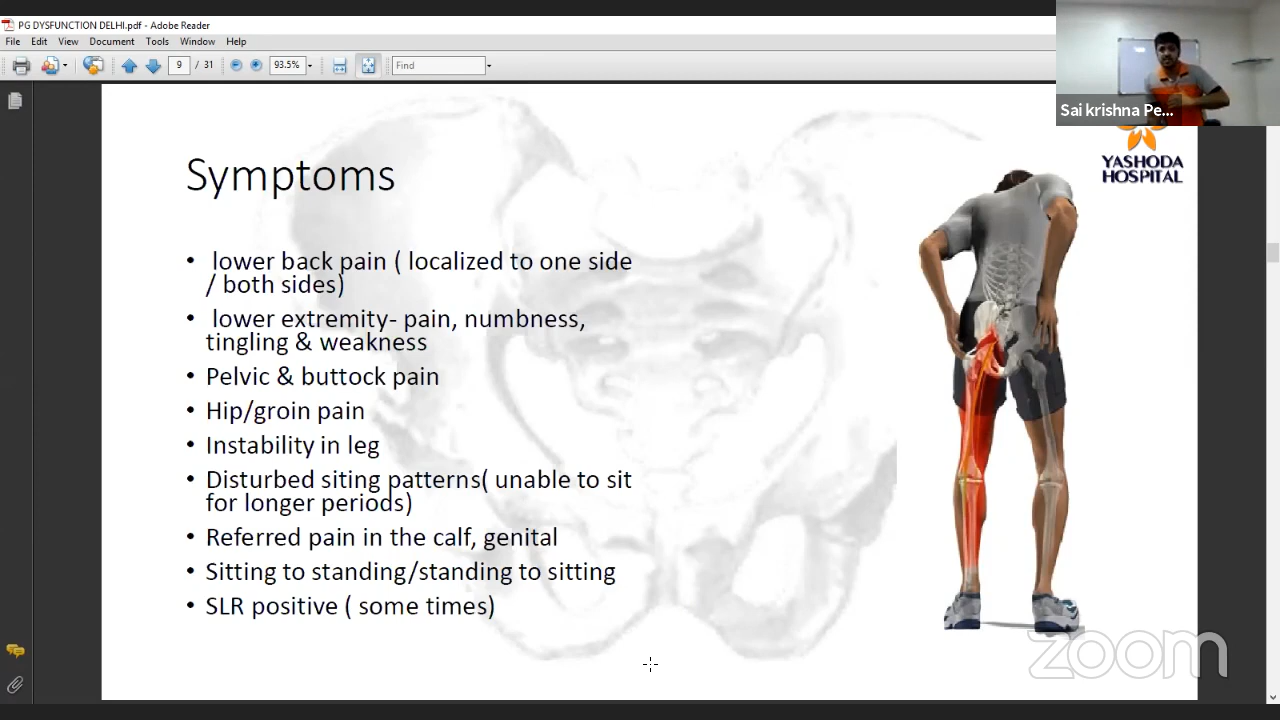 PG DYSFUNCTION DELHI.pdf - Adobe Reader
File Edit View Document Tools Window Help
9 / 31 93.5% Find
Sai krishna Pe...
YASHODA
HOSPITAL
Symptoms
• lower back pain ( localized to one side
/ both sides)
• lower extremity- pain, numbness,
tingling & weakness
• Pelvic & buttock pain
• Hip/groin pain
• Instability in leg
• Disturbed siting patterns( unable to sit
for longer periods)
• Referred pain in the calf, genital
• Sitting to standing/standing to sitting
• SLR positive ( some times)
zoom